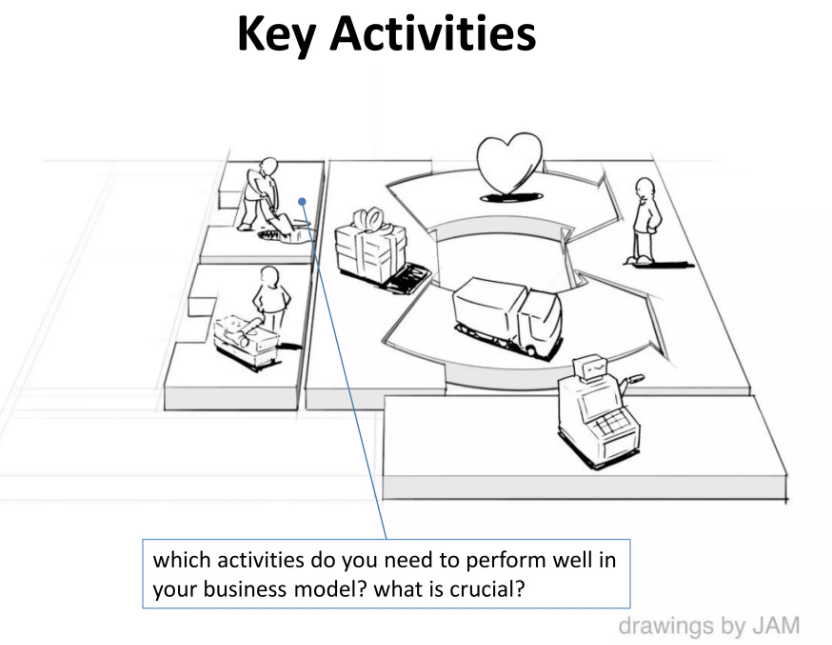 Key Activities
which activities do you need to perform well in
your business model? what is crucial?
drawings by JAM